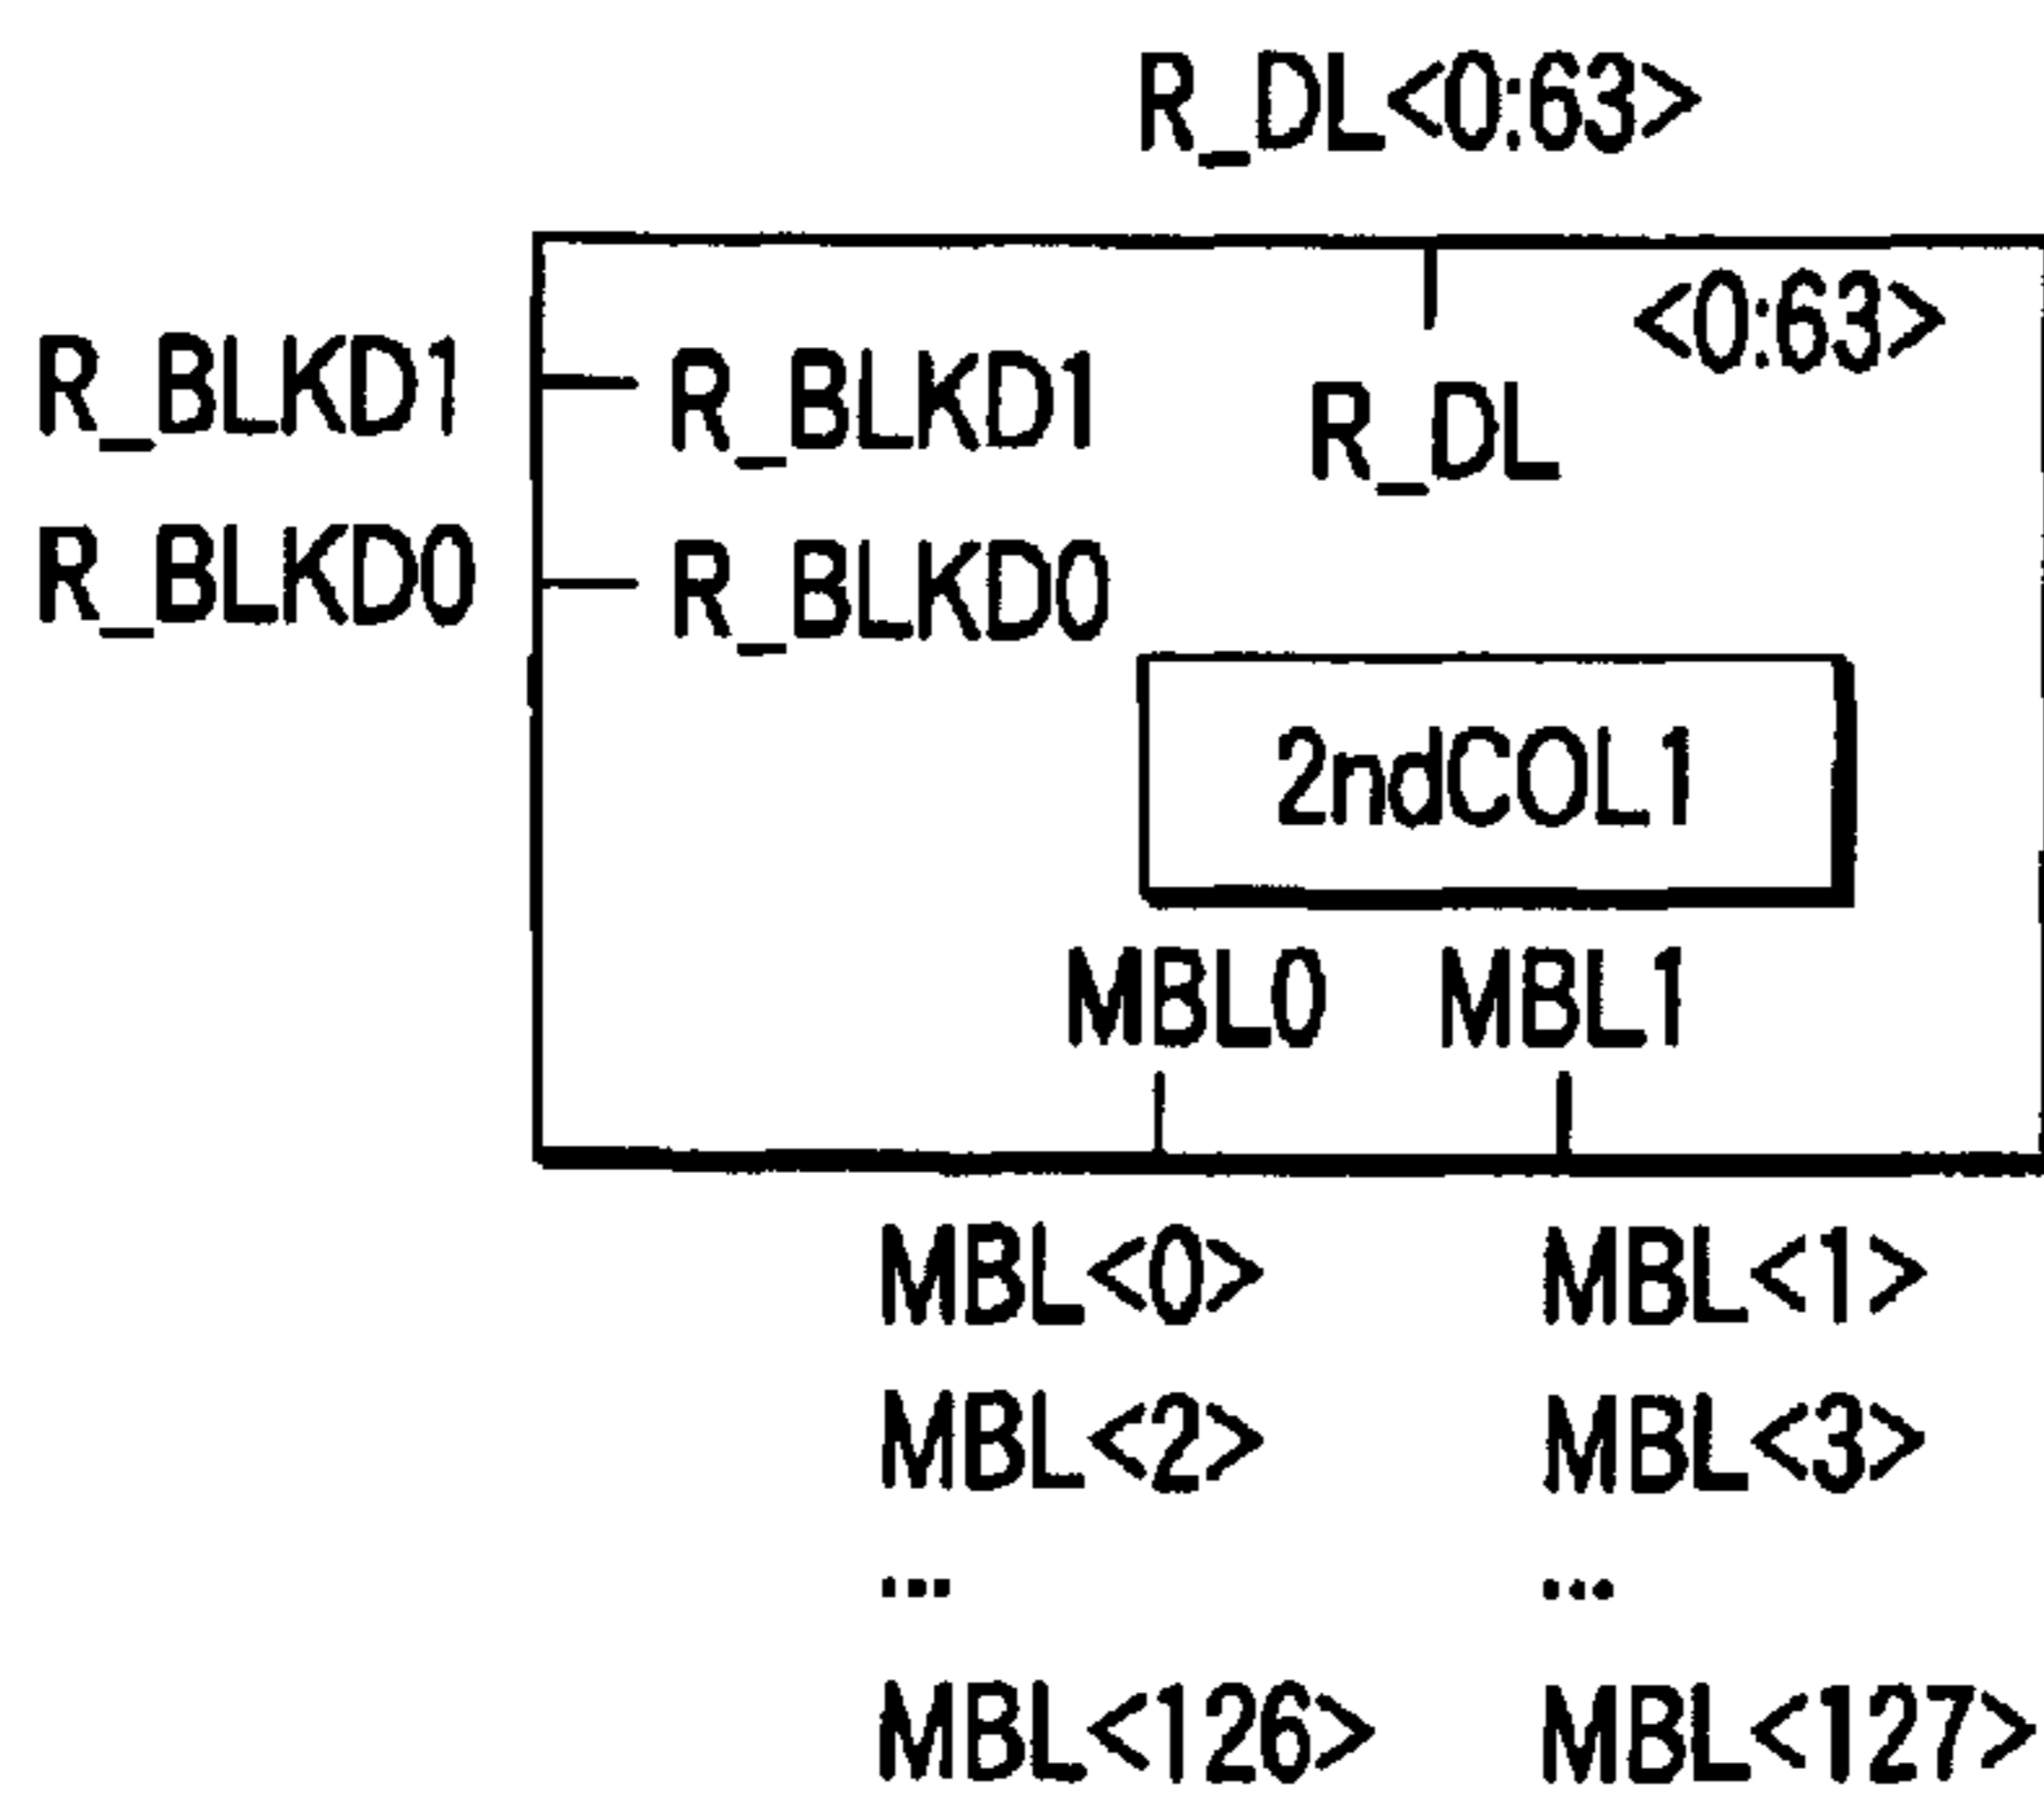 R_DL<0:63>
<0:63>
R_BLKD1 R_BLKD1 R_DL
R_BLKD0 R_BLKD0
2ndCOL1
MBL0 MBL1
MBL<0> MBL<1>
MBL<2> MBL<3>
... ...
MBL<126> MBL<127>